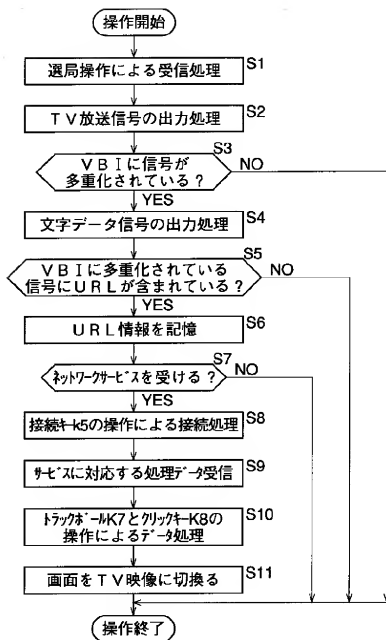 操作開始
選局操作による受信処理
S1
TV放送信号の出力処理
S2
S3
VBIに信号が
多重化されている?
NO
YES
文字データ信号の出力処理
S4
S5
VBIに多重化されている
信号にURLが含まれている?
NO
YES
URL情報を記憶
S6
S7
ネットワークサービスを受ける?
NO
YES
接続キーk5の操作による接続処理
S8
サービスに対応する処理データ受信
S9
トラックボールK7とクリックキーK8の
操作によるデータ処理
S10
画面をTV映像に切換る
S11
操作終了